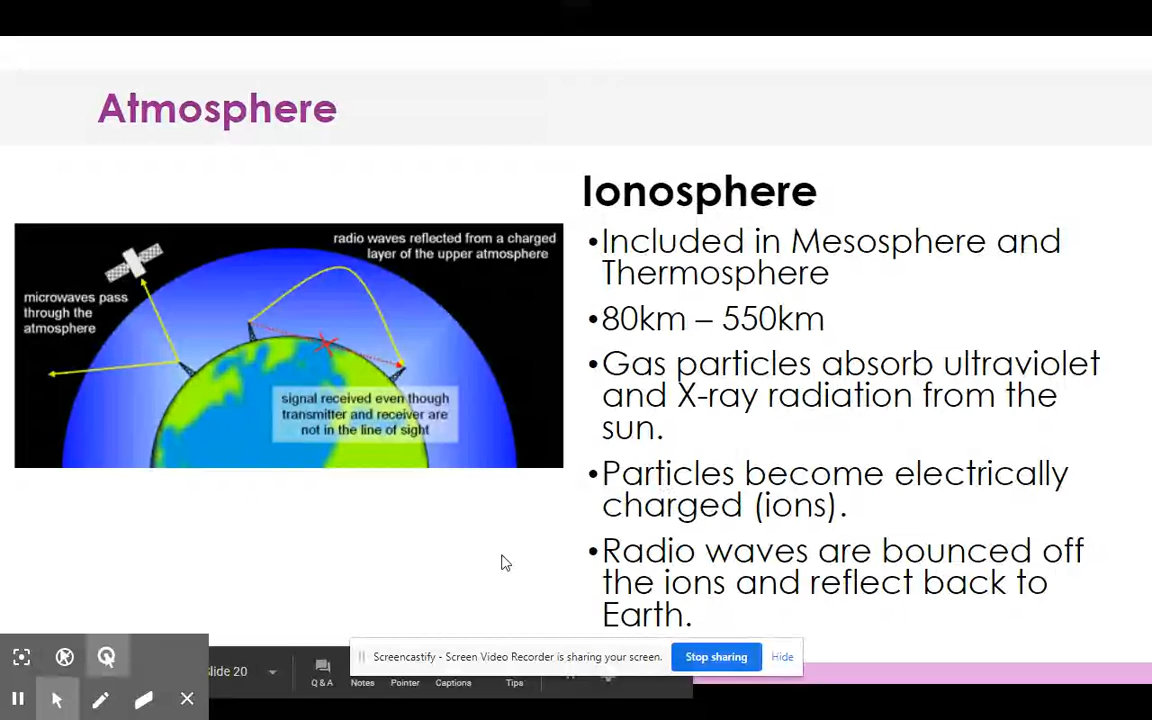 Atmosphere
radio waves reflected from a charged
layer of the upper atmosphere
microwaves pass
through the
atmosphere
signal received even though
transmitter and receiver are
not in the line of sight
Ionosphere
•Included in Mesosphere and
Thermosphere
•80km – 550km
•Gas particles absorb ultraviolet
and X-ray radiation from the
sun.
•Particles become electrically
charged (ions).
•Radio waves are bounced off
the ions and reflect back to
Earth.
Screencastify - Screen Video Recorder is sharing your screen.
Stop sharing
Hide
lide 20
Q & A
Notes
Pointer
Captions
Tips